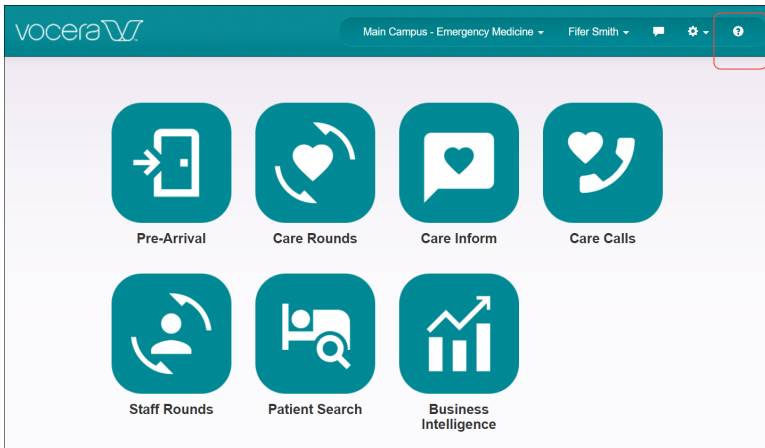 vocera
Main Campus - Emergency Medicine Fifer Smith ?
Pre-Arrival Care Rounds Care Inform Care Calls
Staff Rounds Patient Search Business
Intelligence